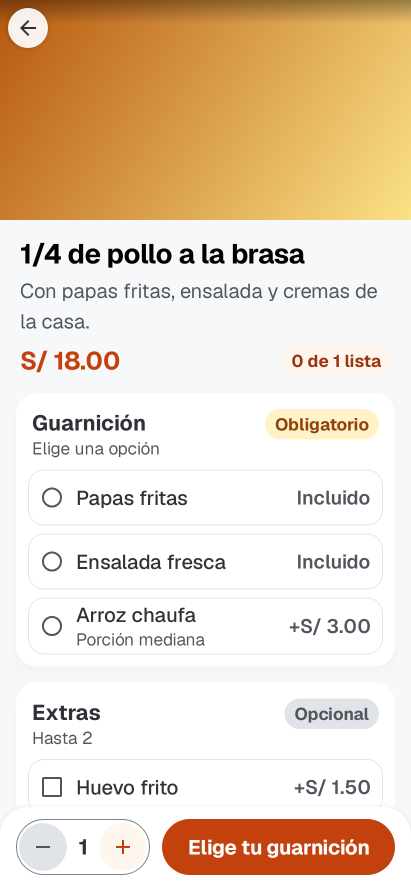 1/4 de pollo a la brasa
Con papas fritas, ensalada y cremas de
la casa.
S/ 18.00
0 de 1 lista
Guarnición
Obligatorio
Elige una opción
Papas fritas
Incluido
Ensalada fresca
Incluido
Arroz chaufa
+S/ 3.00
Porción mediana
Extras
Opcional
Hasta 2
Huevo frito
+S/ 1.50
− 1 +
Elige tu guarnición